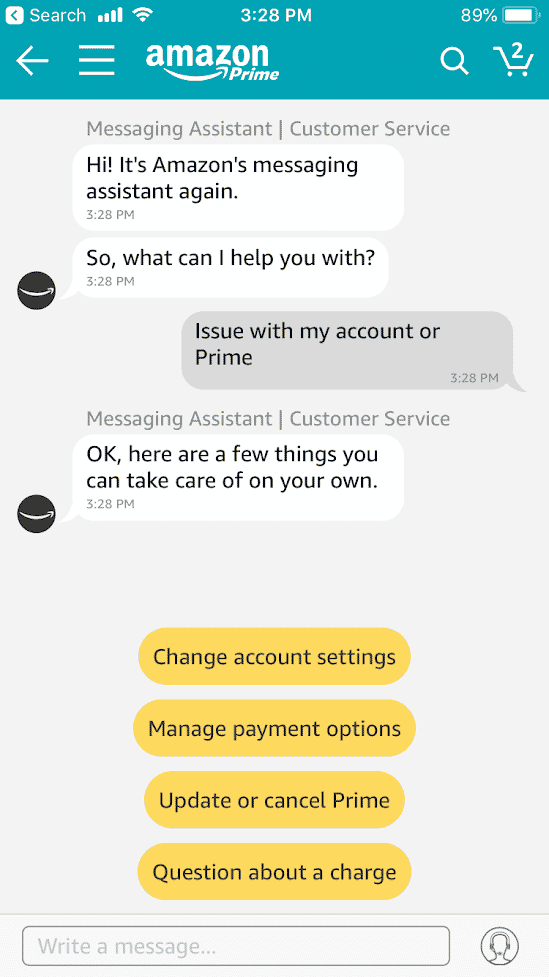 Search
3:28 PM
89%
amazon
Prime
2
Messaging Assistant | Customer Service
Hi! It's Amazon's messaging
assistant again.
3:28 PM
So, what can I help you with?
3:28 PM
Issue with my account or
Prime
3:28 PM
Messaging Assistant | Customer Service
OK, here are a few things you
can take care of on your own.
3:28 PM
Change account settings
Manage payment options
Update or cancel Prime
Question about a charge
Write a message...